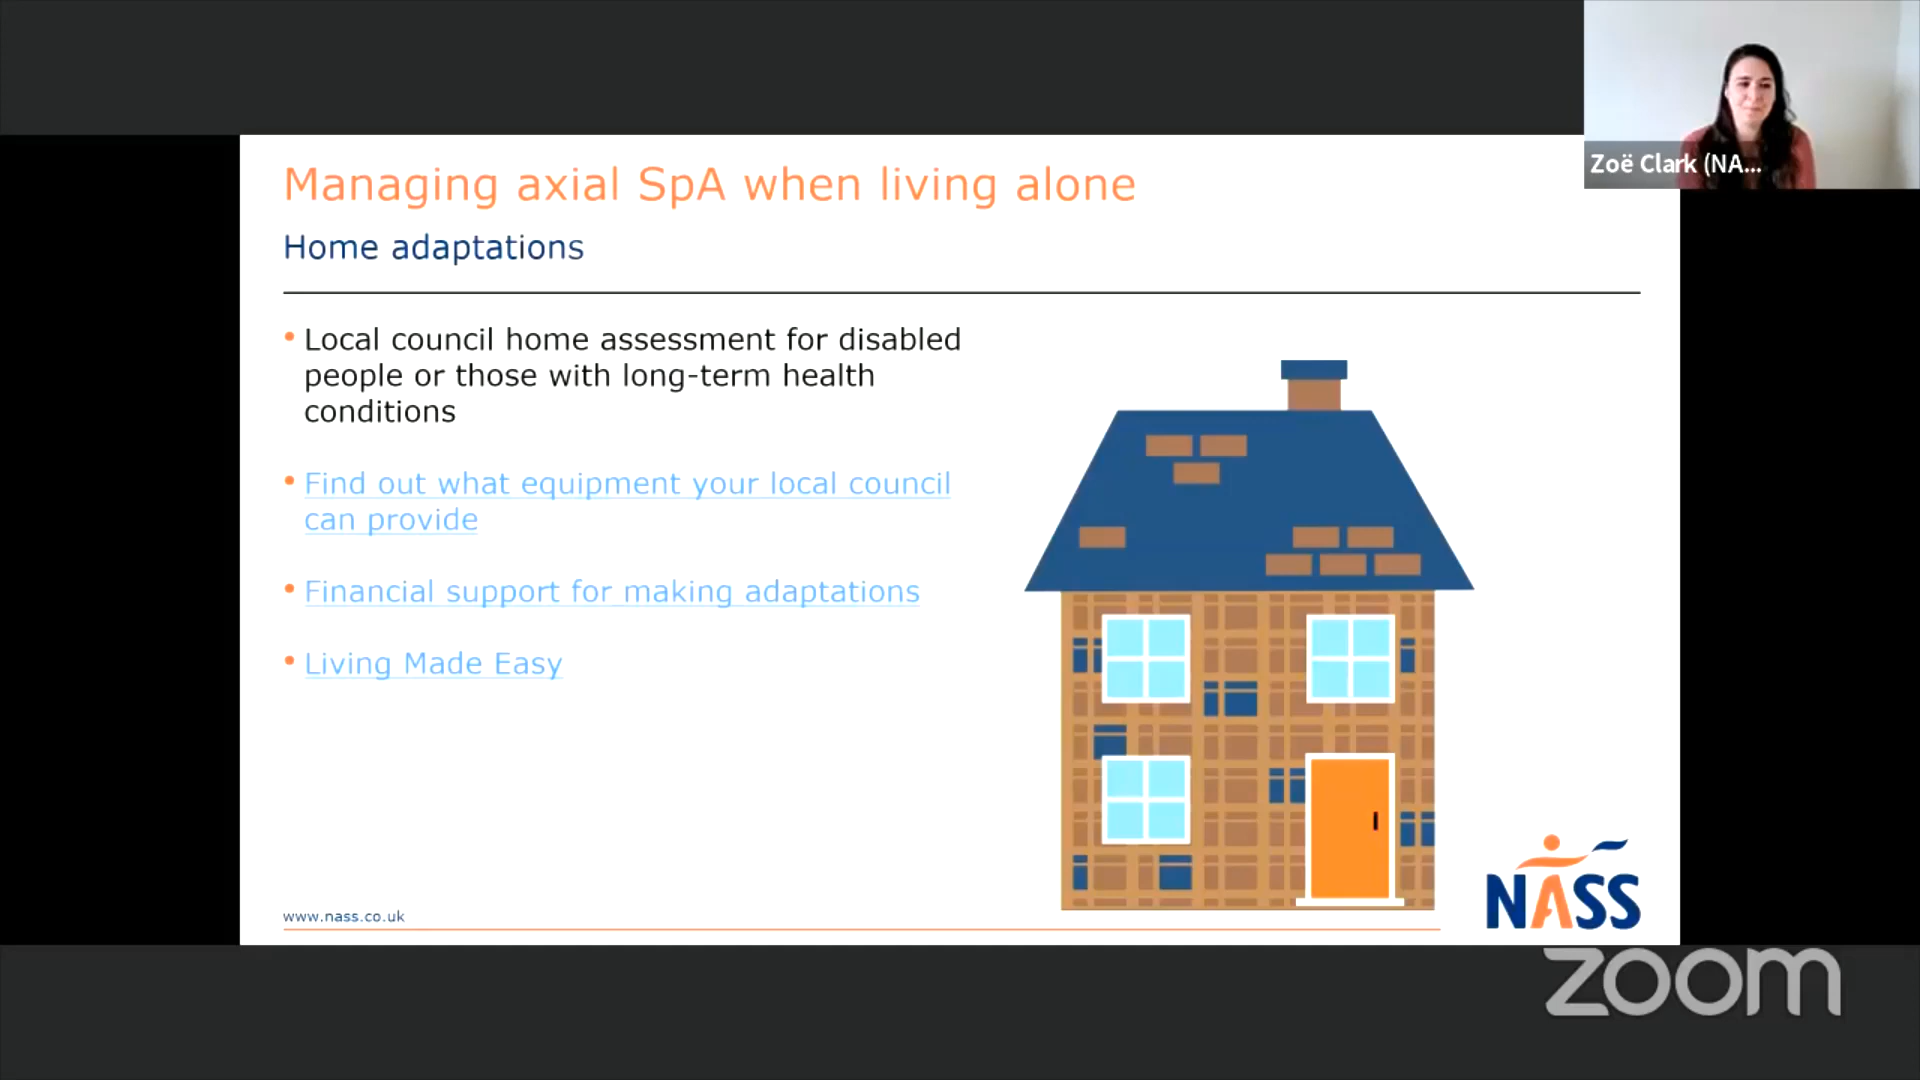 Zoë Clark (NA...
Managing axial SpA when living alone
Home adaptations
• Local council home assessment for disabled
people or those with long-term health
conditions
• Find out what equipment your local council
can provide
• Financial support for making adaptations
• Living Made Easy
www.nass.co.uk
NASS
zoom